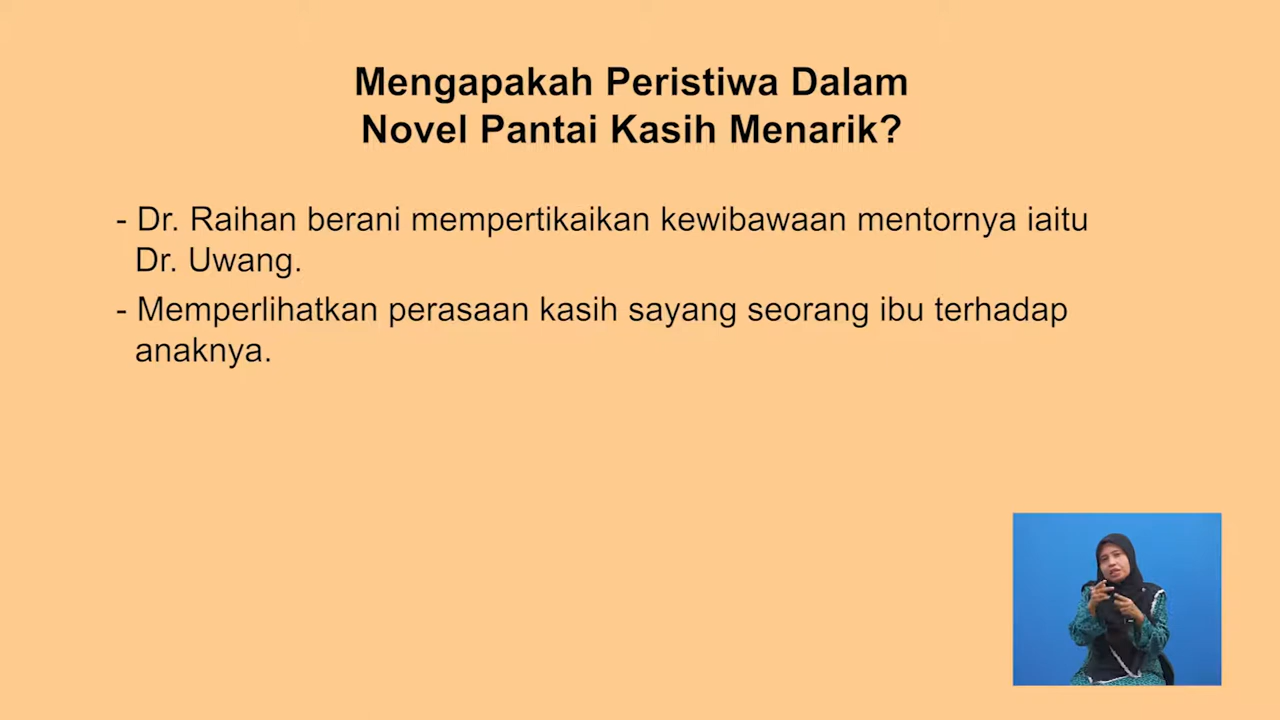 Mengapakah Peristiwa Dalam
Novel Pantai Kasih Menarik?
- Dr. Raihan berani mempertikaikan kewibawaan mentornya iaitu
Dr. Uwang.
- Memperlihatkan perasaan kasih sayang seorang ibu terhadap
anaknya.